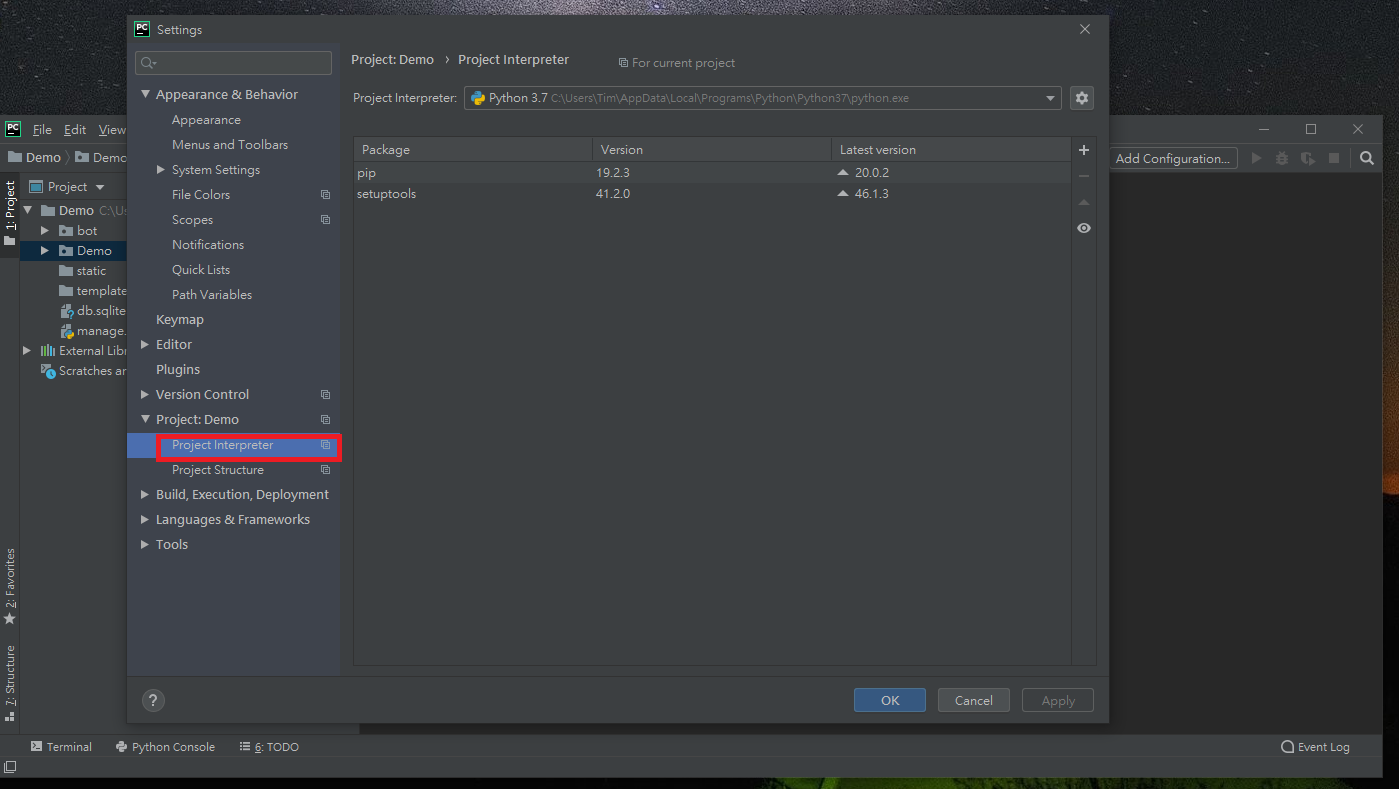 PC Settings
Project: Demo › Project Interpreter For current project
Project Interpreter: Python 3.7 C:\Users\Tim\AppData\Local\Programs\Python\Python37\python.exe
Appearance & Behavior
Appearance
Menus and Toolbars
System Settings
File Colors
Scopes
Notifications
Quick Lists
Path Variables
Keymap
Editor
Plugins
Version Control
Project: Demo
Project Interpreter
Project Structure
Build, Execution, Deployment
Languages & Frameworks
Tools
Package Version Latest version
pip 19.2.3 20.0.2
setuptools 41.2.0 46.1.3
?
OK Cancel Apply
PC File Edit View
Demo Demo
Add Configuration...
1: Project
Project
Demo C:\Us
bot
Demo
static
template
db.sqlite
manage.
External Libr
Scratches ar
2: Favorites
7: Structure
Terminal Python Console 6: TODO Event Log